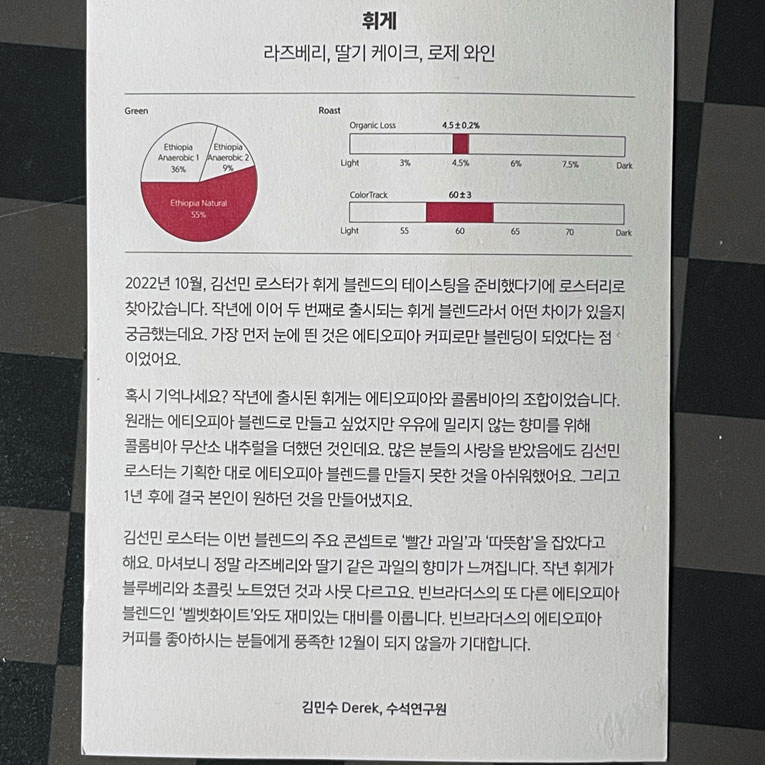 휘게
라즈베리, 딸기 케이크, 로제 와인
Green
Ethiopia
Anaerobic 1
36%
Ethiopia
Anaerobic 2
9%
Ethiopia Natural
55%
Roast
Organic Loss 4.5±0.2%
Light 3% 4.5% 6% 7.5% Dark
ColorTrack 60±3
Light 55 60 65 70 Dark
2022년 10월, 김선민 로스터가 휘게 블렌드의 테이스팅을 준비했다기에 로스터리로
찾아갔습니다. 작년에 이어 두 번째로 출시되는 휘게 블렌드라서 어떤 차이가 있을지
궁금했는데요. 가장 먼저 눈에 띈 것은 에티오피아 커피로만 블렌딩이 되었다는 점
이었어요.
혹시 기억나세요? 작년에 출시된 휘게는 에티오피아와 콜롬비아의 조합이었습니다.
원래는 에티오피아 블렌드로 만들고 싶었지만 우유에 밀리지 않는 향미를 위해
콜롬비아 무산소 내추럴을 더했던 것인데요. 많은 분들의 사랑을 받았음에도 김선민
로스터는 기획한 대로 에티오피아 블렌드를 만들지 못한 것을 아쉬워했어요. 그리고
1년 후에 결국 본인이 원하던 것을 만들어냈지요.
김선민 로스터는 이번 블렌드의 주요 콘셉트로 ‘빨간 과일’과 ‘따뜻함’을 잡았다고
해요. 마셔보니 정말 라즈베리와 딸기 같은 과일의 향미가 느껴집니다. 작년 휘게가
블루베리와 초콜릿 노트였던 것과 사뭇 다르고요. 빈브라더스의 또 다른 에티오피아
블렌드인 ‘벨벳화이트’와도 재미있는 대비를 이룹니다. 빈브라더스의 에티오피아
커피를 좋아하시는 분들에게 풍족한 12월이 되지 않을까 기대합니다.
김민수 Derek, 수석연구원